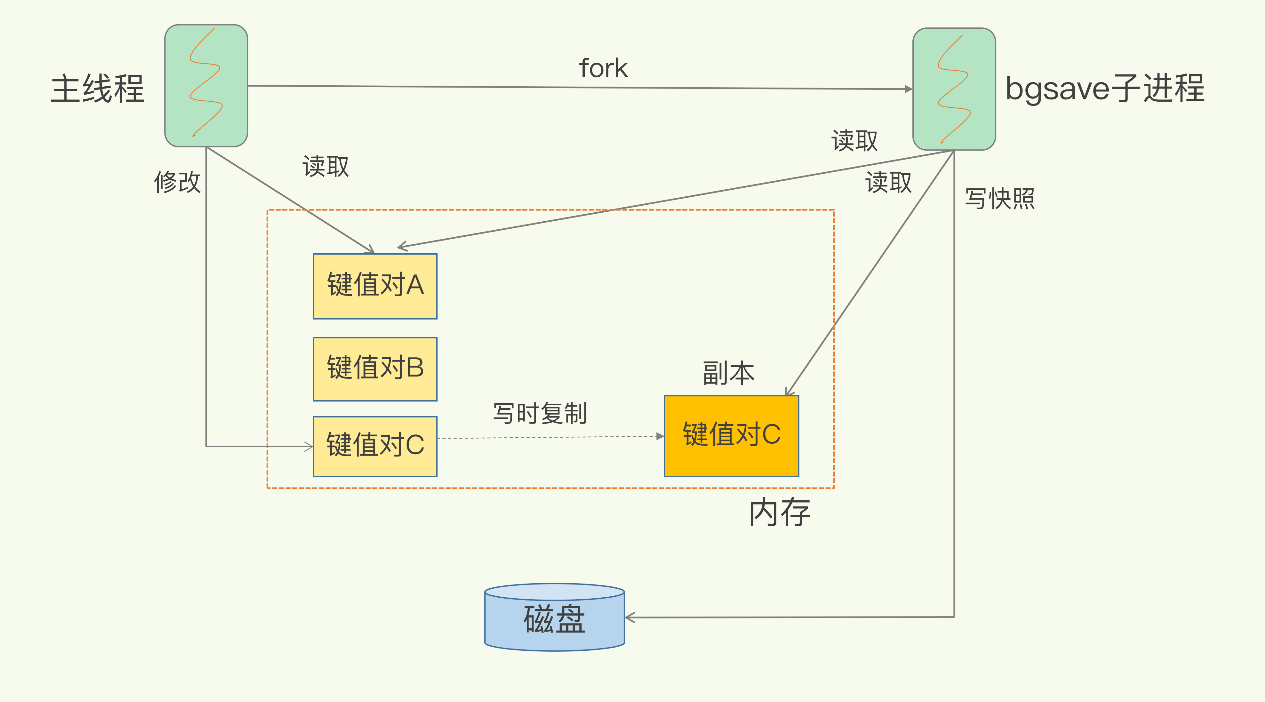 fork
主线程
bgsave子进程
读取
读取
修改
读取
写快照
键值对A
键值对B
副本
写时复制
键值对C
键值对C
内存
磁盘